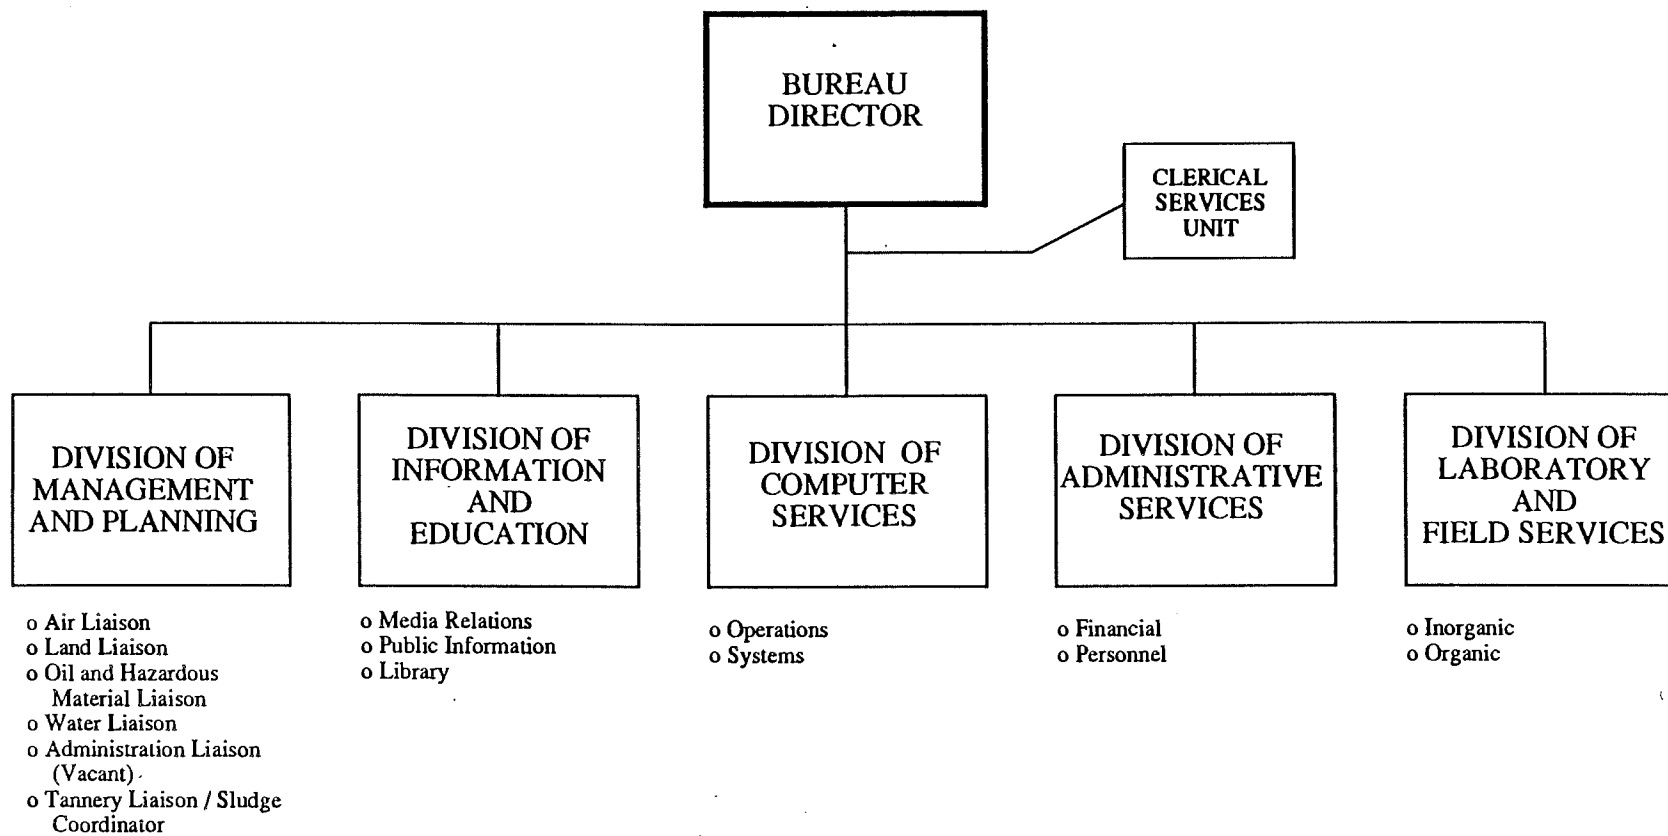 BUREAU
DIRECTOR
CLERICAL
SERVICES
UNIT
DIVISION OF
MANAGEMENT
AND PLANNING
o Air Liaison
o Land Liaison
o Oil and Hazardous
Material Liaison
o Water Liaison
o Administration Liaison
(Vacant)
o Tannery Liaison / Sludge
Coordinator
DIVISION OF
INFORMATION
AND
EDUCATION
o Media Relations
o Public Information
o Library
DIVISION OF
COMPUTER
SERVICES
o Operations
o Systems
DIVISION OF
ADMINISTRATIVE
SERVICES
o Financial
o Personnel
DIVISION OF
LABORATORY
AND
FIELD SERVICES
o Inorganic
o Organic